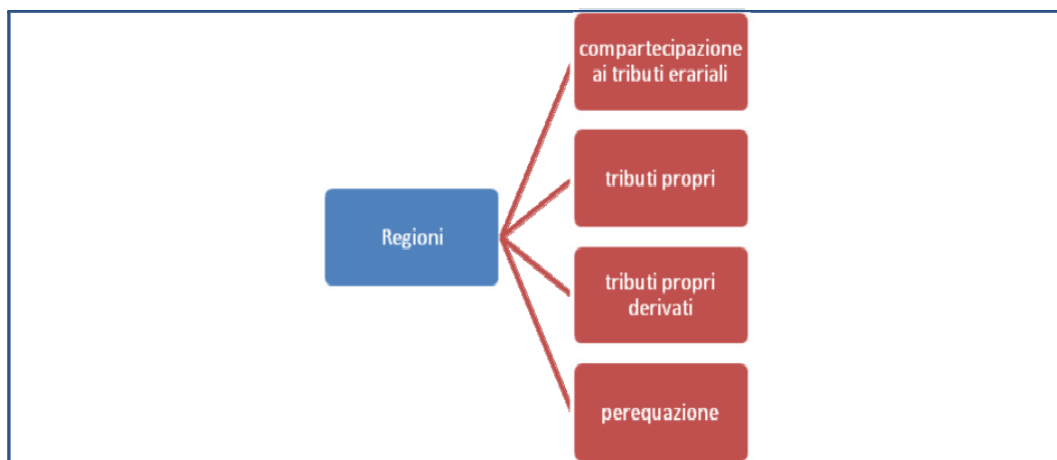 compartecipazione
ai tributi erariali
tributi propri
Regioni
tributi propri
derivati
perequazione